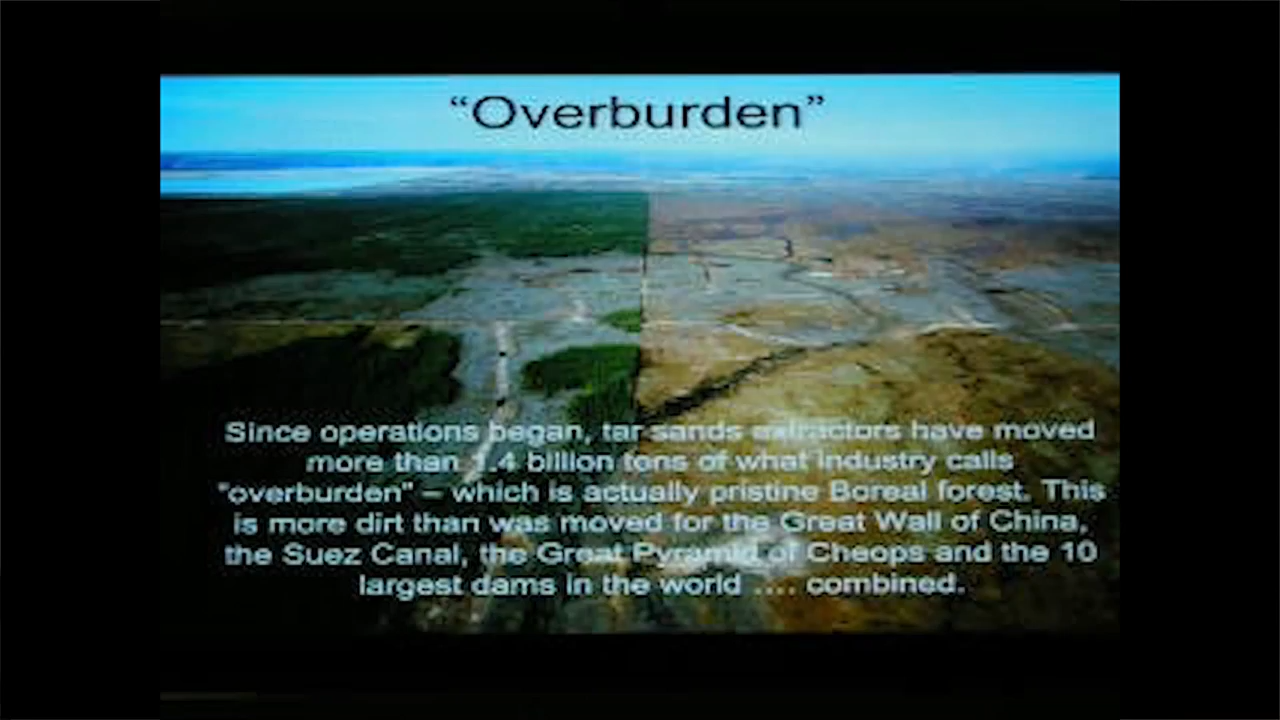 “Overburden”
Since operations began, tar sands extractors have moved
more than 1.4 billion tons of what industry calls
"overburden" – which is actually pristine Boreal forest. This
is more dirt than was moved for the Great Wall of China,
the Suez Canal, the Great Pyramid of Cheops and the 10
largest dams in the world .... combined.